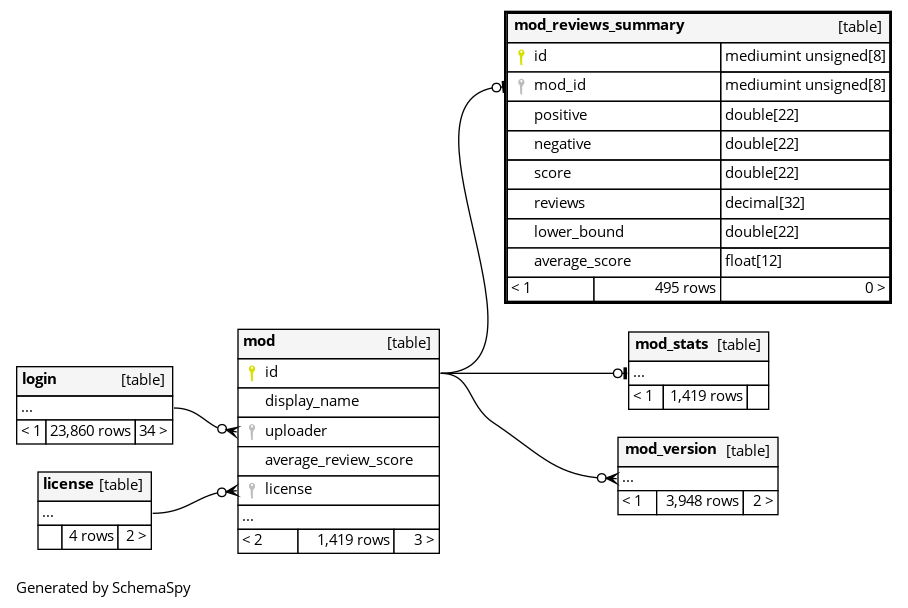 mod_reviews_summary [table]
id mediumint unsigned[8]
mod_id mediumint unsigned[8]
positive double[22]
negative double[22]
score double[22]
reviews decimal[32]
lower_bound double[22]
average_score float[12]
< 1 495 rows 0 >
mod [table]
id
display_name
uploader
average_review_score
license
...
< 2 1,419 rows 3 >
mod_stats [table]
...
< 1 1,419 rows
login [table]
...
< 1 23,860 rows 34 >
mod_version [table]
...
< 1 3,948 rows 2 >
license [table]
...
4 rows 2 >
Generated by SchemaSpy